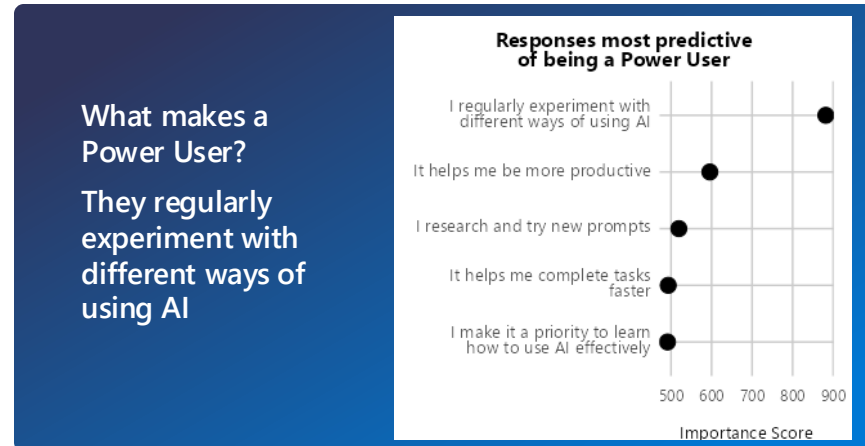 What makes a
Power User?
They regularly
experiment with
different ways of
using AI
Responses most predictive
of being a Power User
I regularly experiment with
different ways of using AI
It helps me be more productive
I research and try new prompts
It helps me complete tasks
faster
I make it a priority to learn
how to use AI effectively
500 600 700 800 900
Importance Score